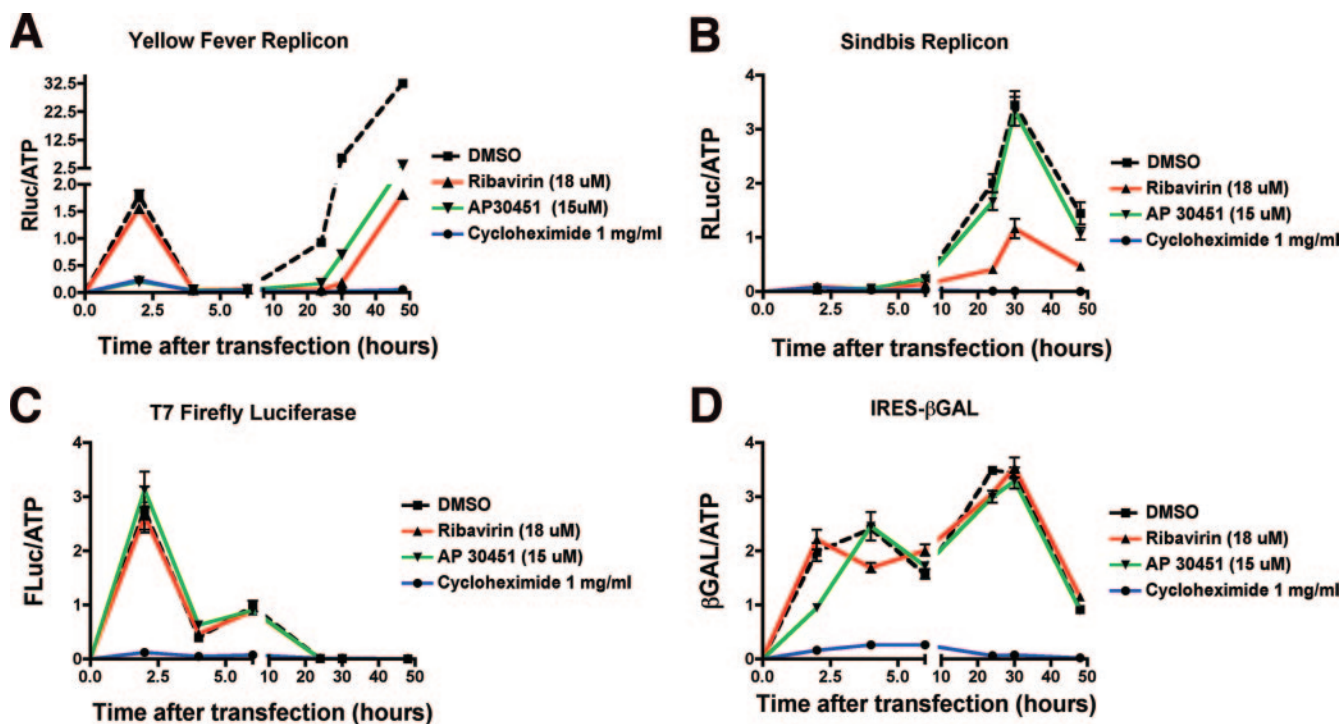 A
Yellow Fever Replicon
Rluc/ATP
32.5
22.5
12.5
2.5
2.0
1.5
1.0
0.5
0.0
0.0 2.5 5.0 10 20 30 40 50
Time after transfection (hours)
DMSO
Ribavirin (18 uM)
AP30451 (15uM)
Cycloheximide 1 mg/ml
B
Sindbis Replicon
RLuc/ATP
4
3
2
1
0
0.0 2.5 5.0 10 20 30 40 50
Time after transfection (hours)
DMSO
Ribavirin (18 uM)
AP 30451 (15 uM)
Cycloheximide 1 mg/ml
C
T7 Firefly Luciferase
FLuc/ATP
4
3
2
1
0
0.0 2.5 5.0 10 20 30 40 50
Time after transfection (hours)
DMSO
Ribavirin (18 uM)
AP 30451 (15 uM)
Cycloheximide 1 mg/ml
D
IRES-βGAL
βGAL/ATP
4
3
2
1
0
0.0 2.5 5.0 10 20 30 40 50
Time after transfection (hours)
DMSO
Ribavirin (18 uM)
AP 30451 (15 uM)
Cycloheximide 1 mg/ml